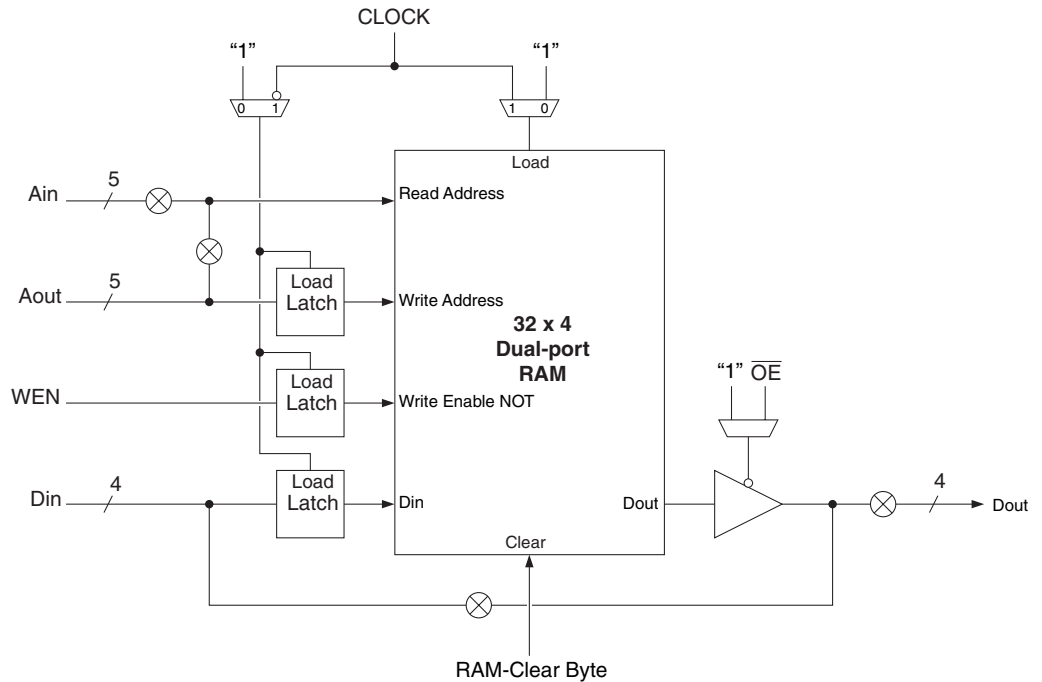 CLOCK
“1”
“1”
0 1
1 0
Load
Ain
5
Read Address
Aout
5
Load
Latch
Write Address
32 x 4
Dual-port
RAM
“1” OE
WEN
Load
Latch
Write Enable NOT
Din
4
Load
Latch
Din
Dout
4
Dout
Clear
RAM-Clear Byte